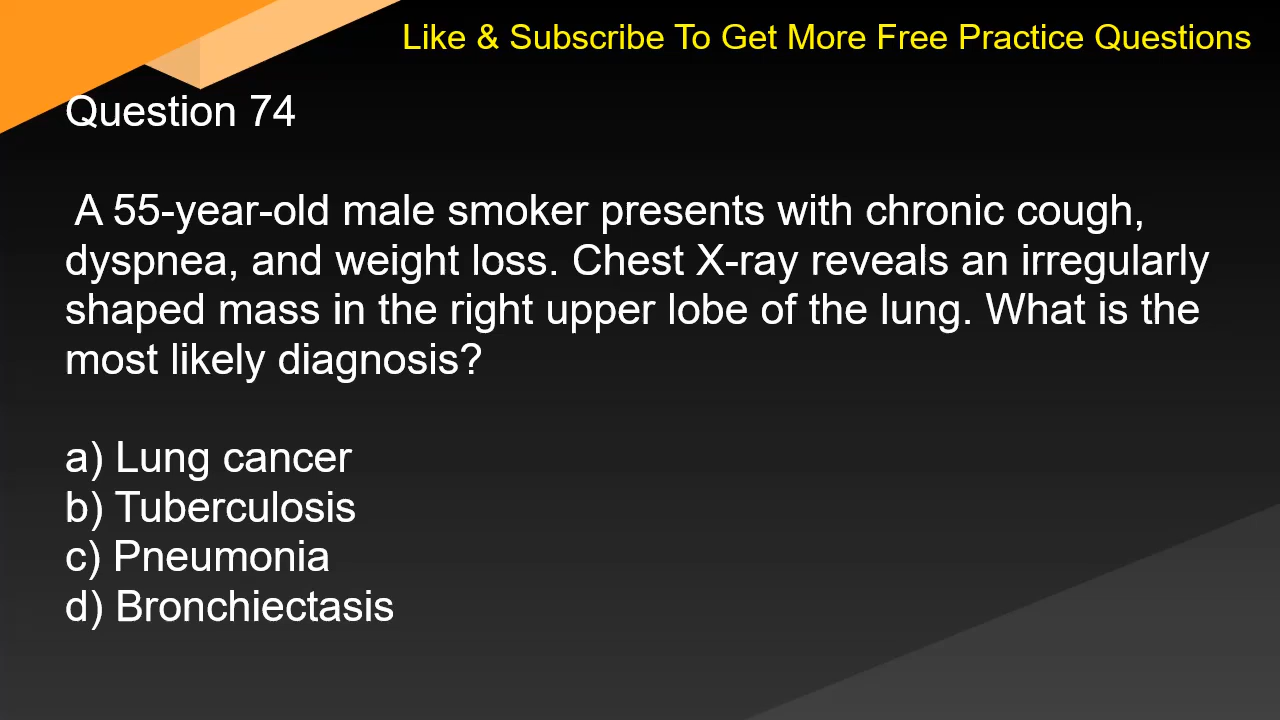 Like & Subscribe To Get More Free Practice Questions
Question 74
A 55-year-old male smoker presents with chronic cough,
dyspnea, and weight loss. Chest X-ray reveals an irregularly
shaped mass in the right upper lobe of the lung. What is the
most likely diagnosis?
a) Lung cancer
b) Tuberculosis
c) Pneumonia
d) Bronchiectasis